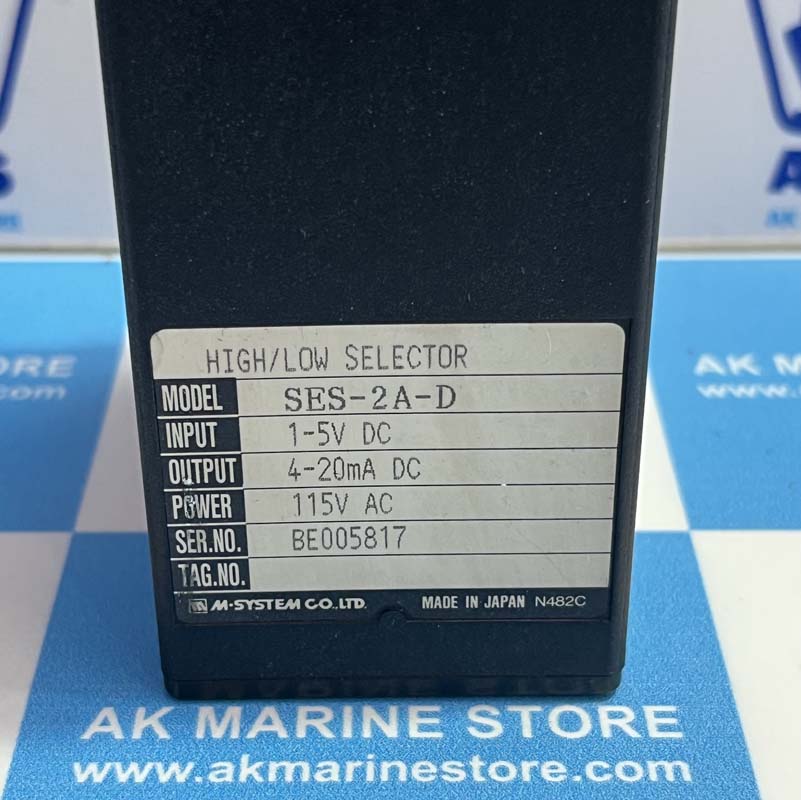 HIGH/LOW SELECTOR
MODEL SES-2A-D
INPUT 1-5V DC
OUTPUT 4-20mA DC
POWER 115V AC
SER.NO. BE005817
TAG.NO.
M-SYSTEM CO.,LTD. MADE IN JAPAN N482C
AK MARINE STORE
www.akmarinestore.com